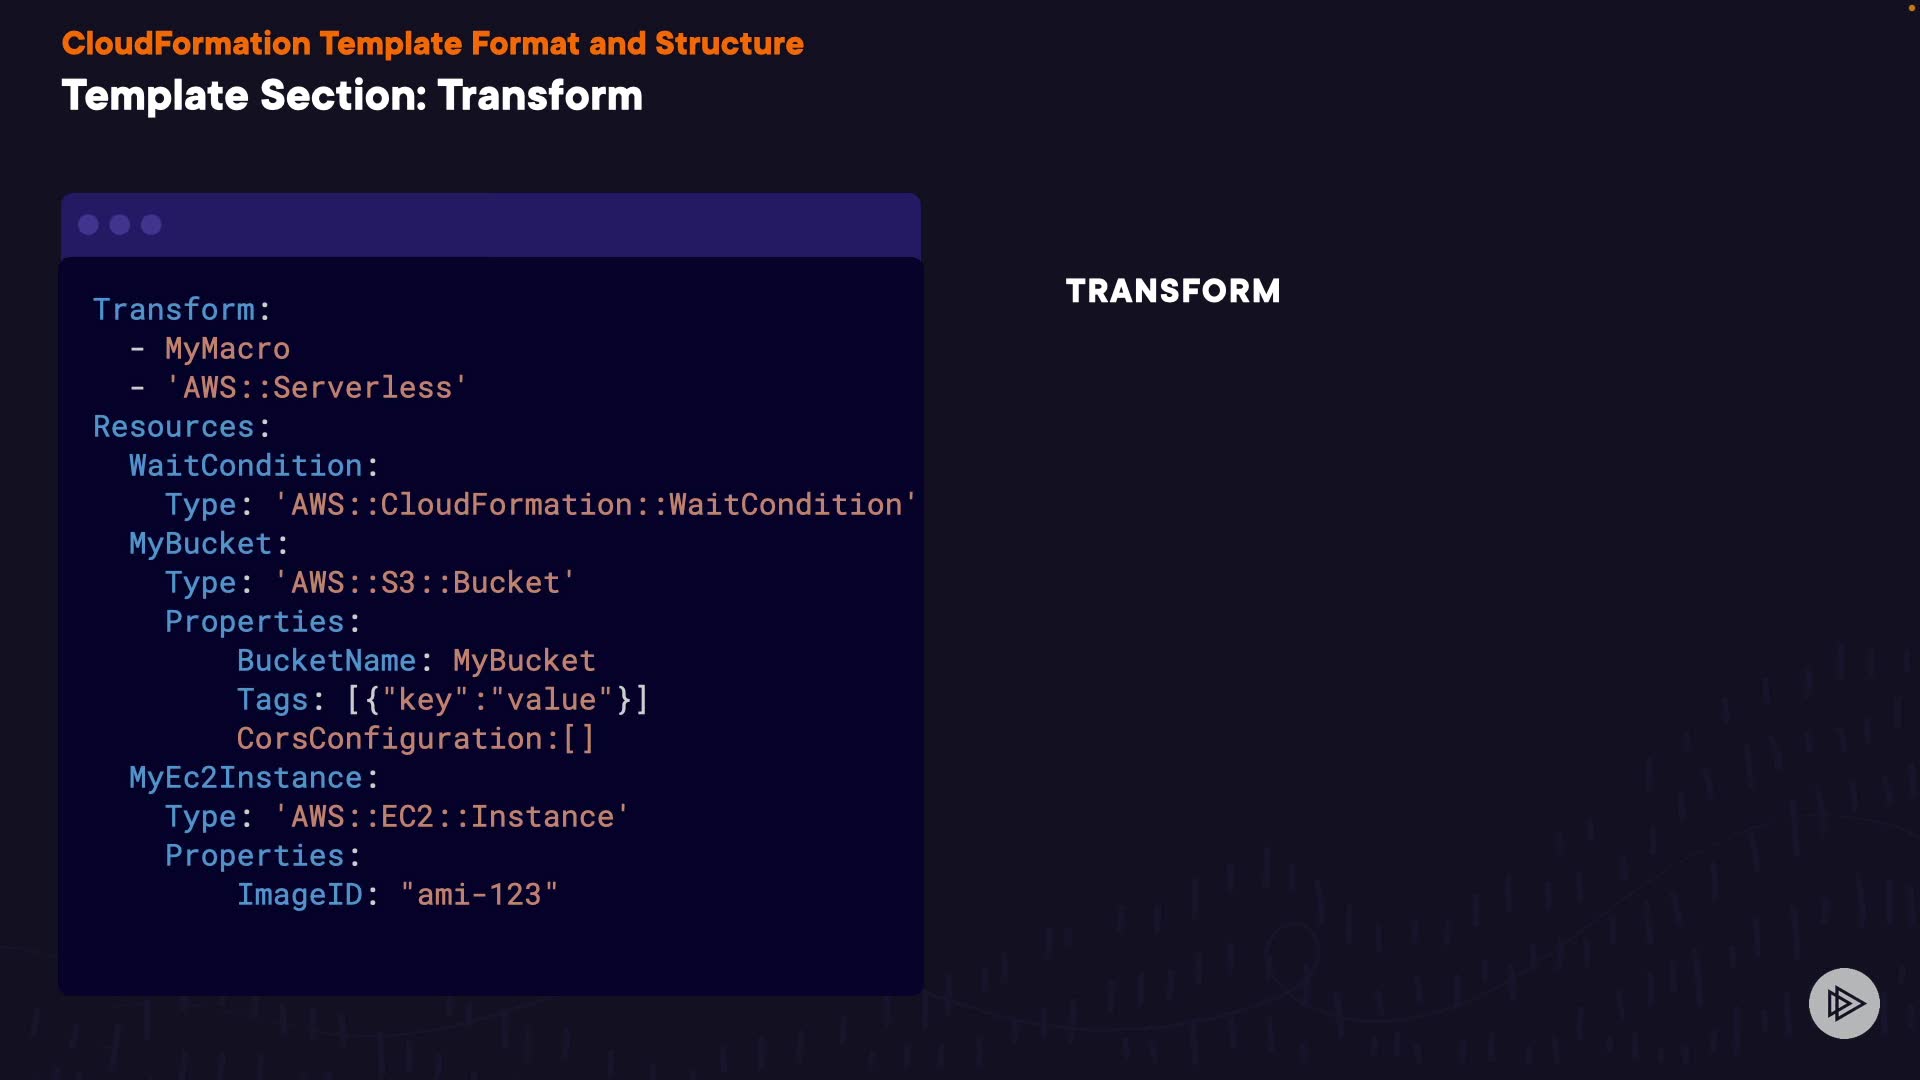 CloudFormation Template Format and Structure
Template Section: Transform
Transform:
  - MyMacro
  - 'AWS::Serverless'
Resources:
  WaitCondition:
    Type: 'AWS::CloudFormation::WaitCondition'
  MyBucket:
    Type: 'AWS::S3::Bucket'
    Properties:
        BucketName: MyBucket
        Tags: [{"key":"value"}]
        CorsConfiguration:[]
  MyEc2Instance:
    Type: 'AWS::EC2::Instance'
    Properties:
        ImageID: "ami-123"
TRANSFORM